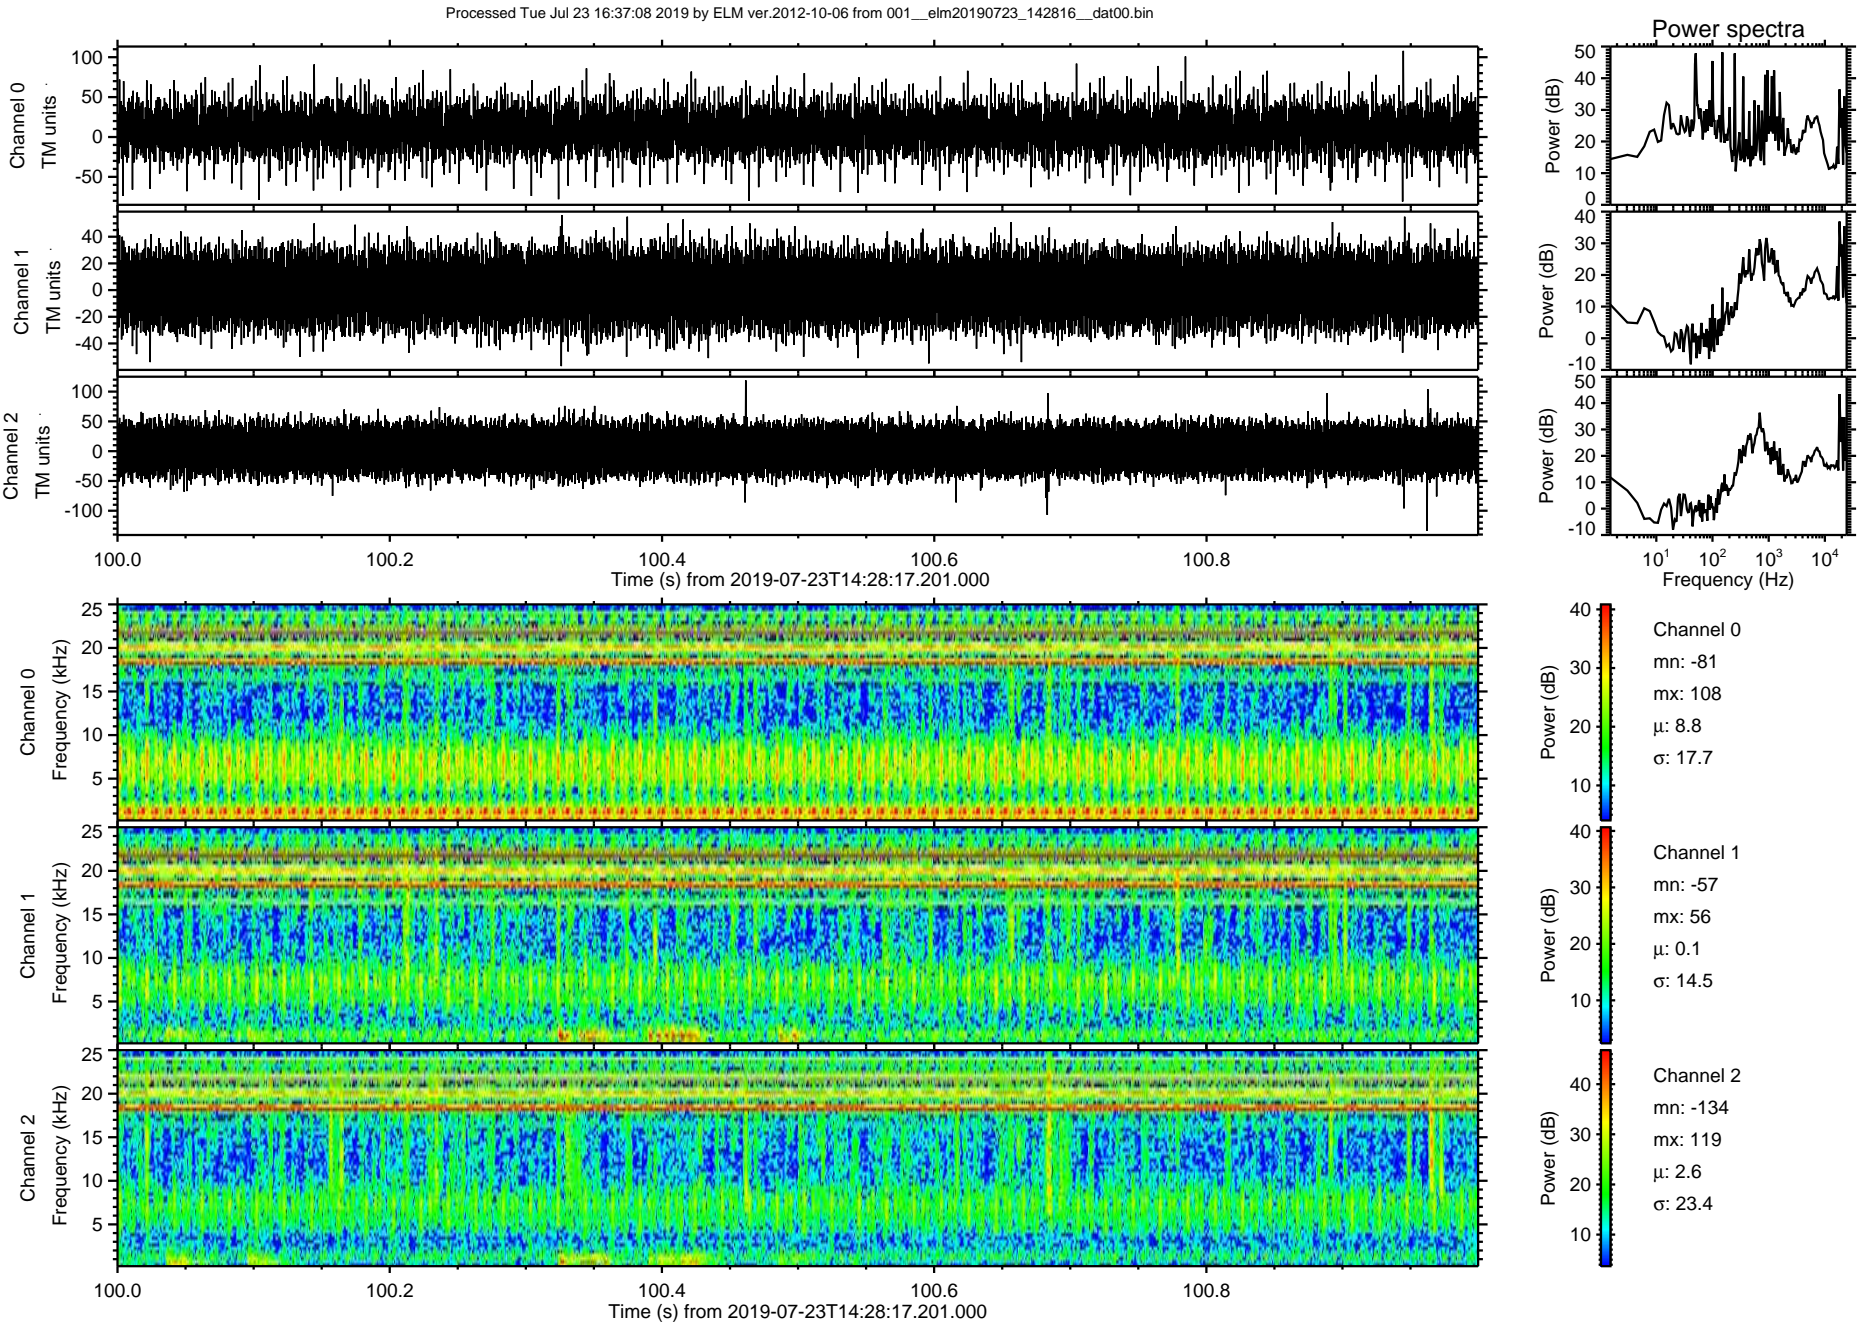 Processed Tue Jul 23 16:37:08 2019 by ELM ver.2012-10-06 from 001__elm20190723_142816__dat00.bin
Power spectra
Channel 0
TM units
100
50
0
-50
Power (dB)
50
40
30
20
10
0
Channel 1
TM units
40
20
0
-20
-40
Power (dB)
40
30
20
10
0
-10
Channel 2
TM units
100
50
0
-50
-100
Power (dB)
50
40
30
20
10
0
-10
100.0 100.2 100.4 100.6 100.8
Time (s) from 2019-07-23T14:28:17.201.000
10^1 10^2 10^3 10^4
Frequency (Hz)
Channel 0
Frequency (kHz)
25
20
15
10
5
Power (dB)
40
30
20
10
Channel 0
mn: -81
mx: 108
μ: 8.8
σ: 17.7
Channel 1
Frequency (kHz)
25
20
15
10
5
Power (dB)
40
30
20
10
Channel 1
mn: -57
mx: 56
μ: 0.1
σ: 14.5
Channel 2
Frequency (kHz)
25
20
15
10
5
Power (dB)
40
30
20
10
Channel 2
mn: -134
mx: 119
μ: 2.6
σ: 23.4
100.0 100.2 100.4 100.6 100.8
Time (s) from 2019-07-23T14:28:17.201.000